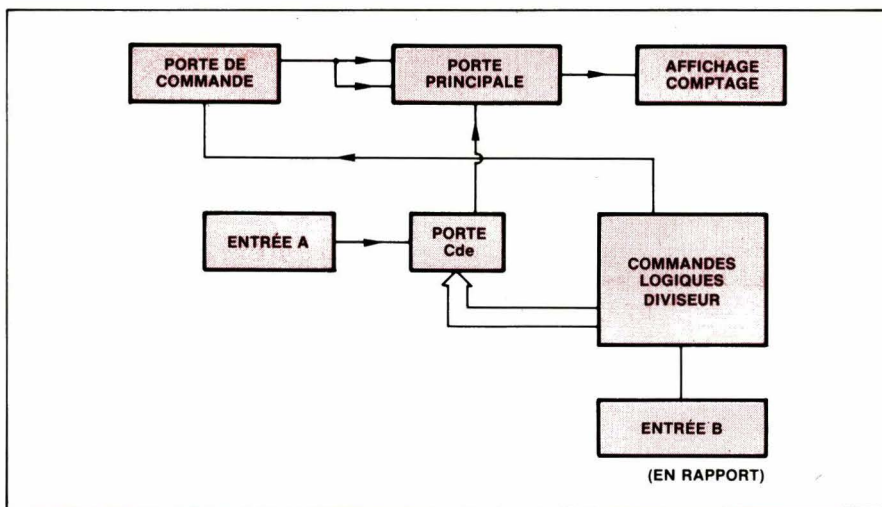 PORTE DE
COMMANDE
PORTE
PRINCIPALE
AFFICHAGE
COMPTAGE
ENTRÉE A
PORTE
Cde
COMMANDES
LOGIQUES
DIVISEUR
ENTRÉE B
(EN RAPPORT)